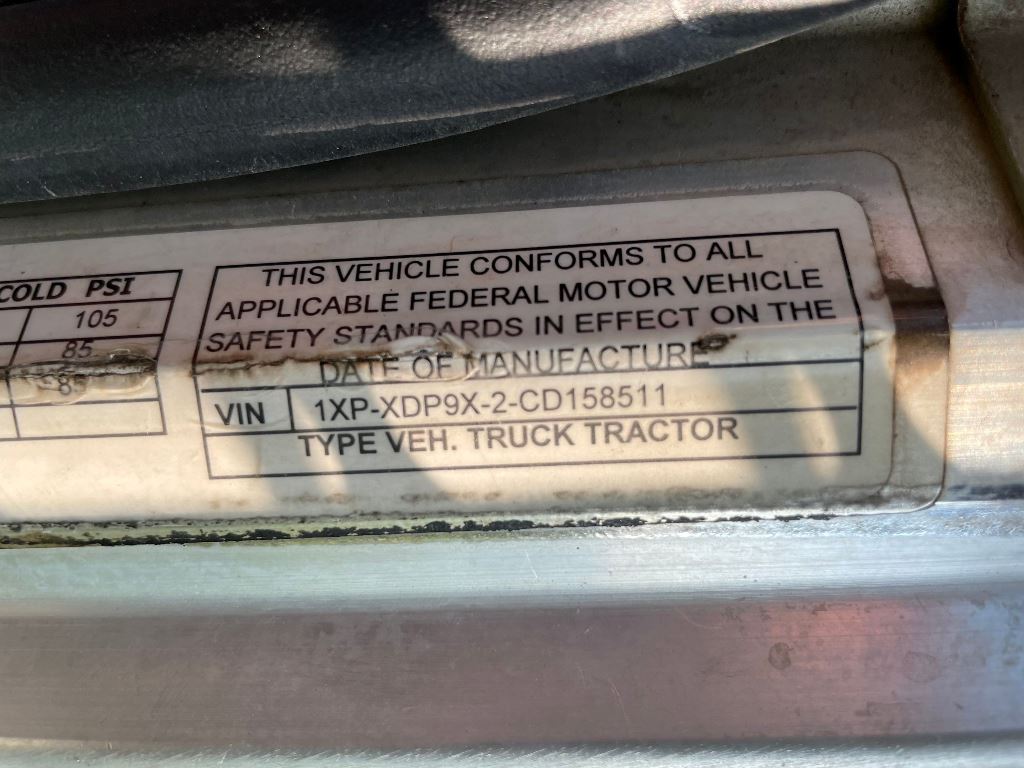 COLD PSI
105
85
85
THIS VEHICLE CONFORMS TO ALL
APPLICABLE FEDERAL MOTOR VEHICLE
SAFETY STANDARDS IN EFFECT ON THE
DATE OF MANUFACTURE
VIN 1XP-XDP9X-2-CD158511
TYPE VEH. TRUCK TRACTOR